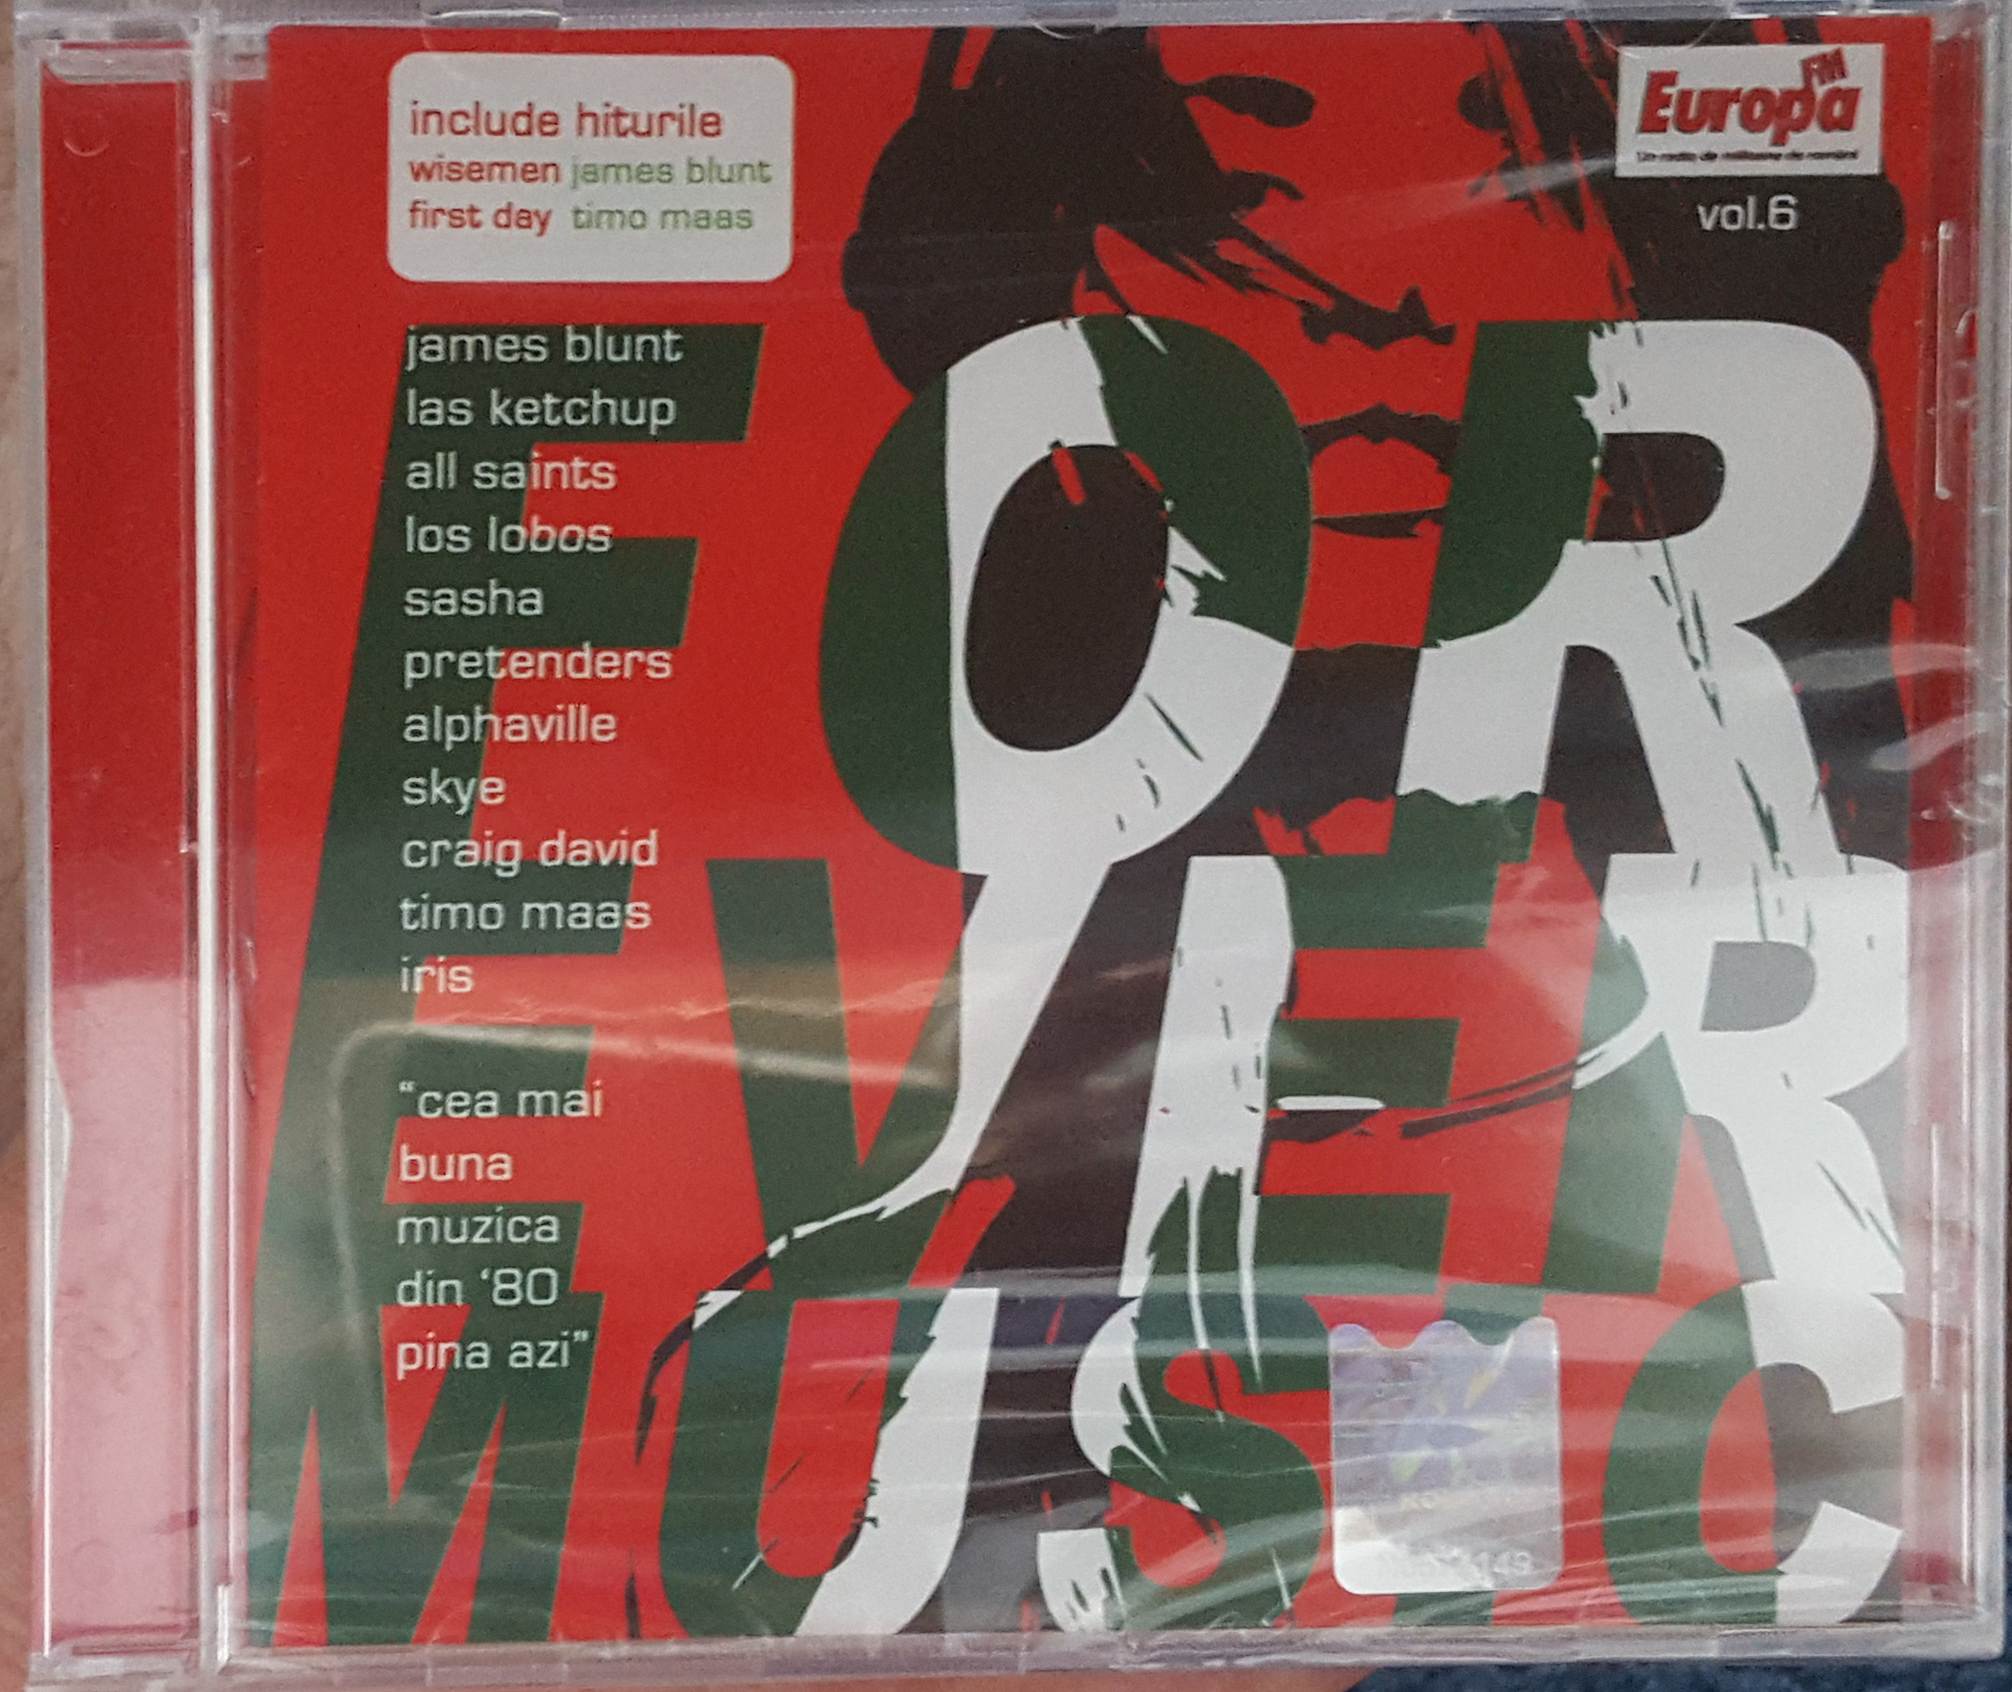 include hiturile
wisemen james blunt
first day timo maas
Europa FM
vol.6
james blunt
las ketchup
all saints
los lobos
sasha
pretenders
alphaville
skye
craig david
timo maas
iris
"cea mai
buna
muzica
din '80
pina azi"
FOR
EVER
MUSIC